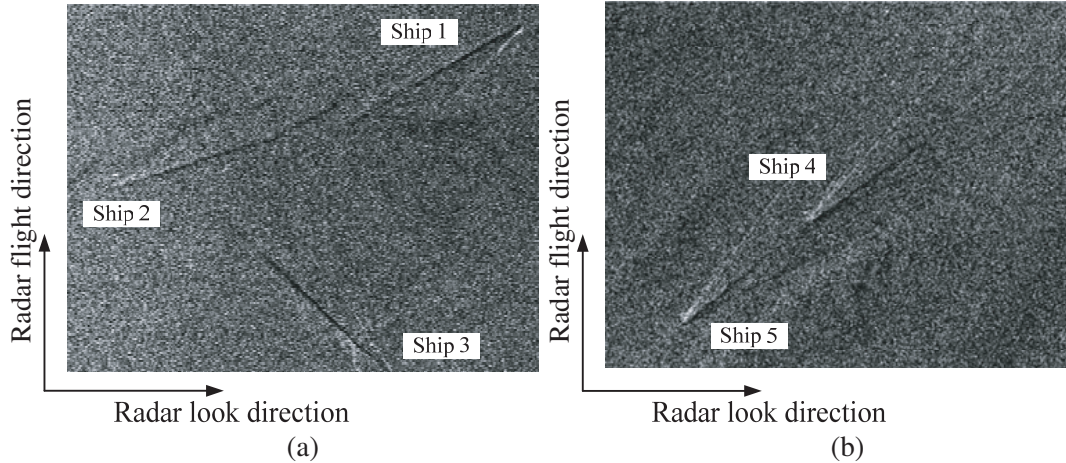 Ship 1
Ship 2
Ship 3
Radar flight direction
Radar look direction
(a)
Ship 4
Ship 5
Radar flight direction
Radar look direction
(b)